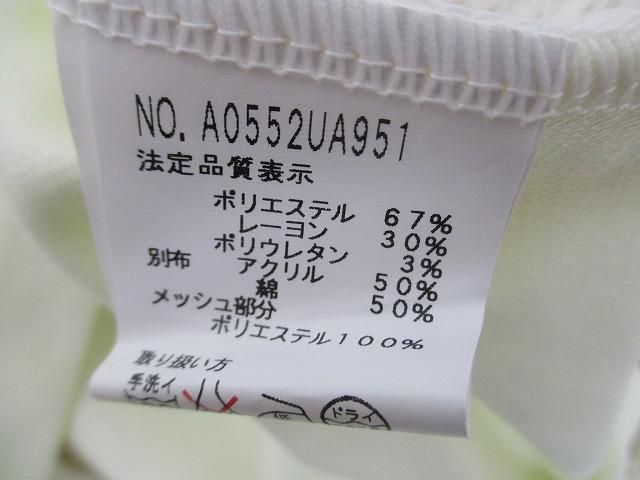 NO. A0552UA951
法定品質表示
ポリエステル 67%
レーヨン 30%
ポリウレタン 3%
別布 アクリル 50%
綿 50%
メッシュ部分
ポリエステル100%
取り扱い方
手洗イ
ドライ